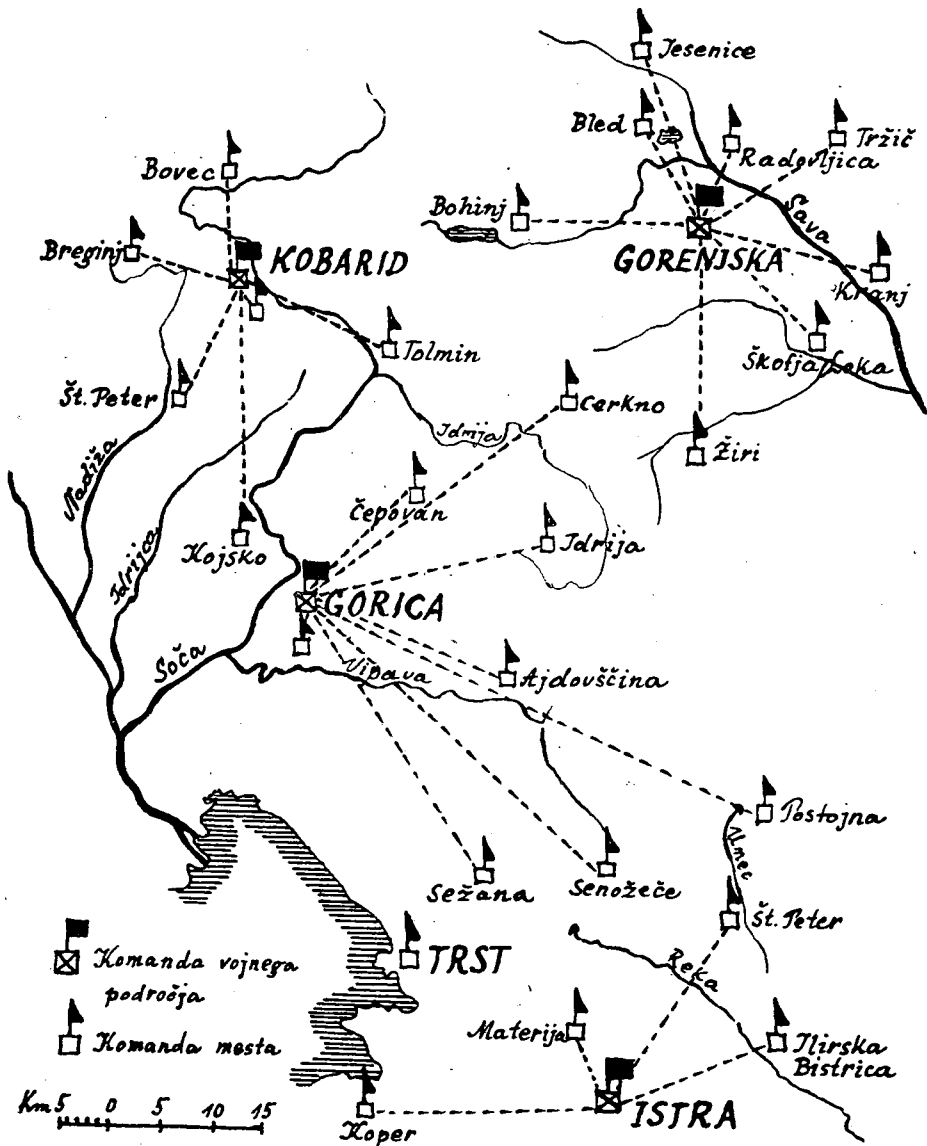 Jesenice
Bled
Radovljica
Tržič
Bovec
Bohinj
Sava
Breginj
KOBARID
GORENJSKA
Kranj
Tolmin
Škofja Loka
Št. Peter
Cerkno
Idrija
Žiri
Nadiža
Čepovan
Idrijca
Kojsko
Idrija
GORICA
Soča
Vipava
Ajdovščina
Postojna
Unec
Sežana
Senožeče
Št. Peter
TRST
Reka
Komanda vojnega
področja
Materija
Ilirska
Bistrica
Komanda mesta
Km 5 0 5 10 15
Koper
ISTRA